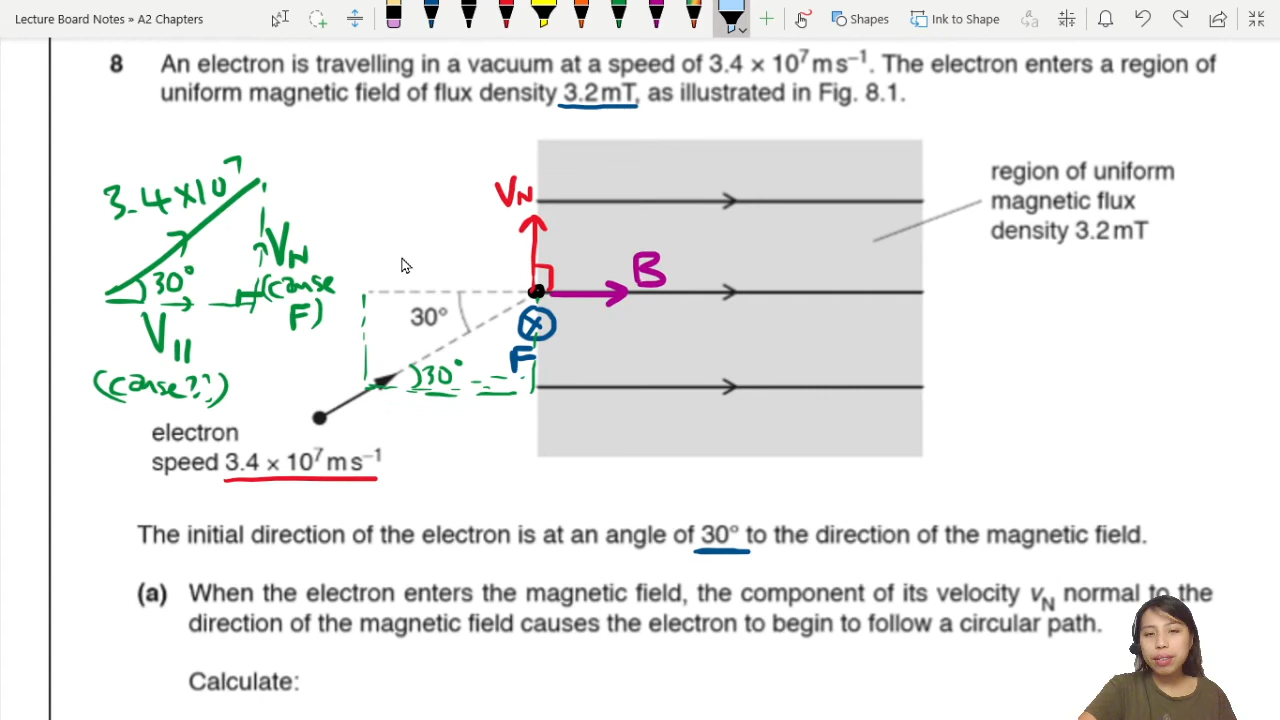 Lecture Board Notes » A2 Chapters
Shapes
Ink to Shape
8 An electron is travelling in a vacuum at a speed of 3.4 × 10⁷ m s⁻¹. The electron enters a region of
uniform magnetic field of flux density 3.2 mT, as illustrated in Fig. 8.1.
3.4×10⁷
30°
V_N
(cause
F)
V_||
(cause??)
V_N
B
30°
F
30°
region of uniform
magnetic flux
density 3.2 mT
electron
speed 3.4 × 10⁷ m s⁻¹
The initial direction of the electron is at an angle of 30° to the direction of the magnetic field.
(a) When the electron enters the magnetic field, the component of its velocity v_N normal to the
direction of the magnetic field causes the electron to begin to follow a circular path.
Calculate: